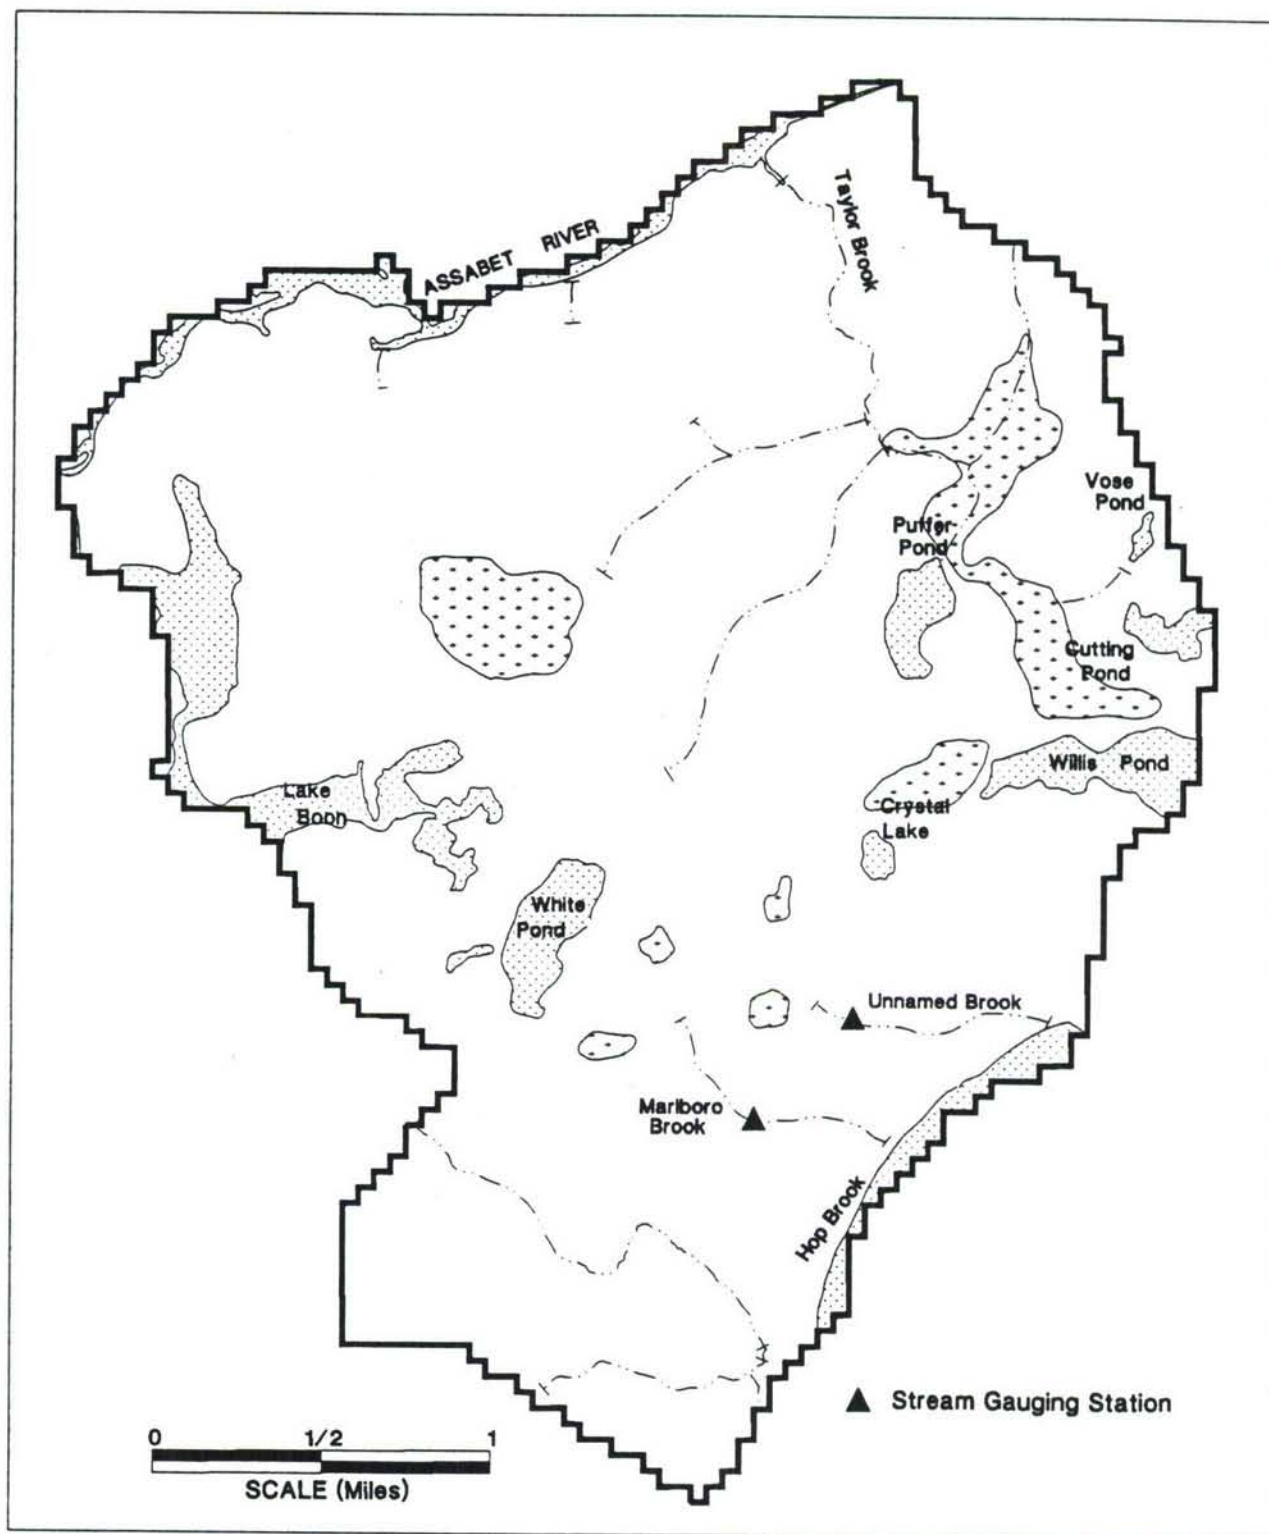 Taylor Brook
ASSABET RIVER
Vose
Pond
Puffer
Pond
Cutting
Pond
Willis Pond
Lake
Boon
Crystal
Lake
White
Pond
Unnamed Brook
Marlboro
Brook
Hop Brook
Stream Gauging Station
0 1/2 1
SCALE (Miles)